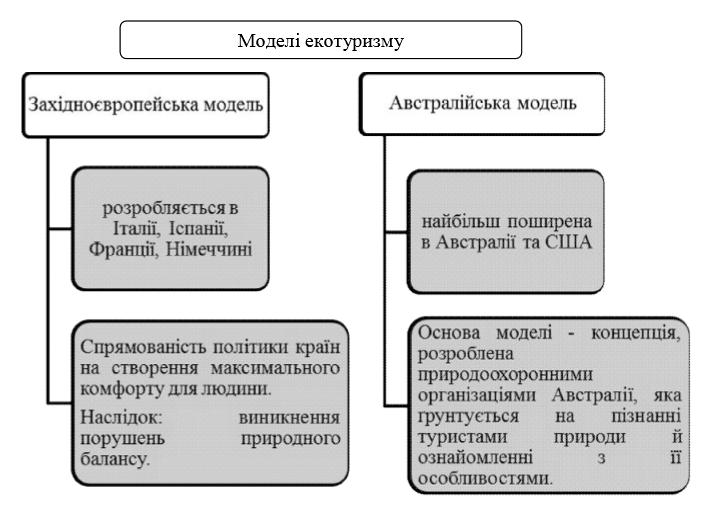 Моделі екотуризму
Західноєвропейська модель
розробляється в
Італії, Іспанії,
Франції, Німеччині
Спрямованість політики країн
на створення максимального
комфорту для людини.
Наслідок: виникнення
порушень природного
балансу.
Австралійська модель
найбільш поширена
в Австралії та США
Основа моделі - концепція,
розроблена
природоохоронними
організаціями Австралії, яка
ґрунтується на пізнанні
туристами природи й
ознайомленні з її
особливостями.